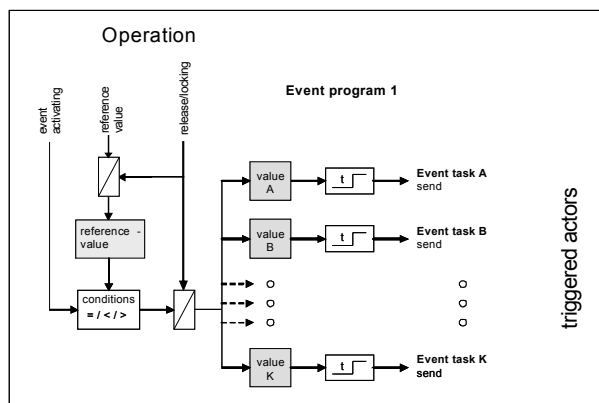 Operation
event
activating
reference
value
release/locking
Event program 1
reference -
value
conditions
= / < / >
value
A
t
Event task A
send
value
B
t
Event task B
send
value
K
t
Event task K
send
triggered actors